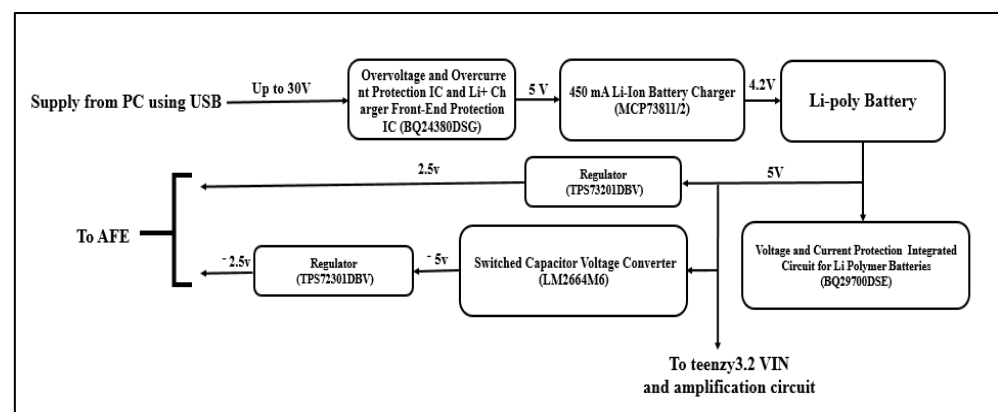 Supply from PC using USB
Up to 30V
Overvoltage and Overcurre
nt Protection IC and Li+ Ch
arger Front-End Protection
IC (BQ24380DSG)
5 V
450 mA Li-Ion Battery Charger
(MCP73811/2)
4.2V
Li-poly Battery
2.5v
Regulator
(TPS73201DBV)
5V
To AFE
- 2.5v
Regulator
(TPS72301DBV)
- 5v
Switched Capacitor Voltage Converter
(LM2664M6)
Voltage and Current Protection Integrated
Circuit for Li Polymer Batteries
(BQ29700DSE)
To teenzy3.2 VIN
and amplification circuit